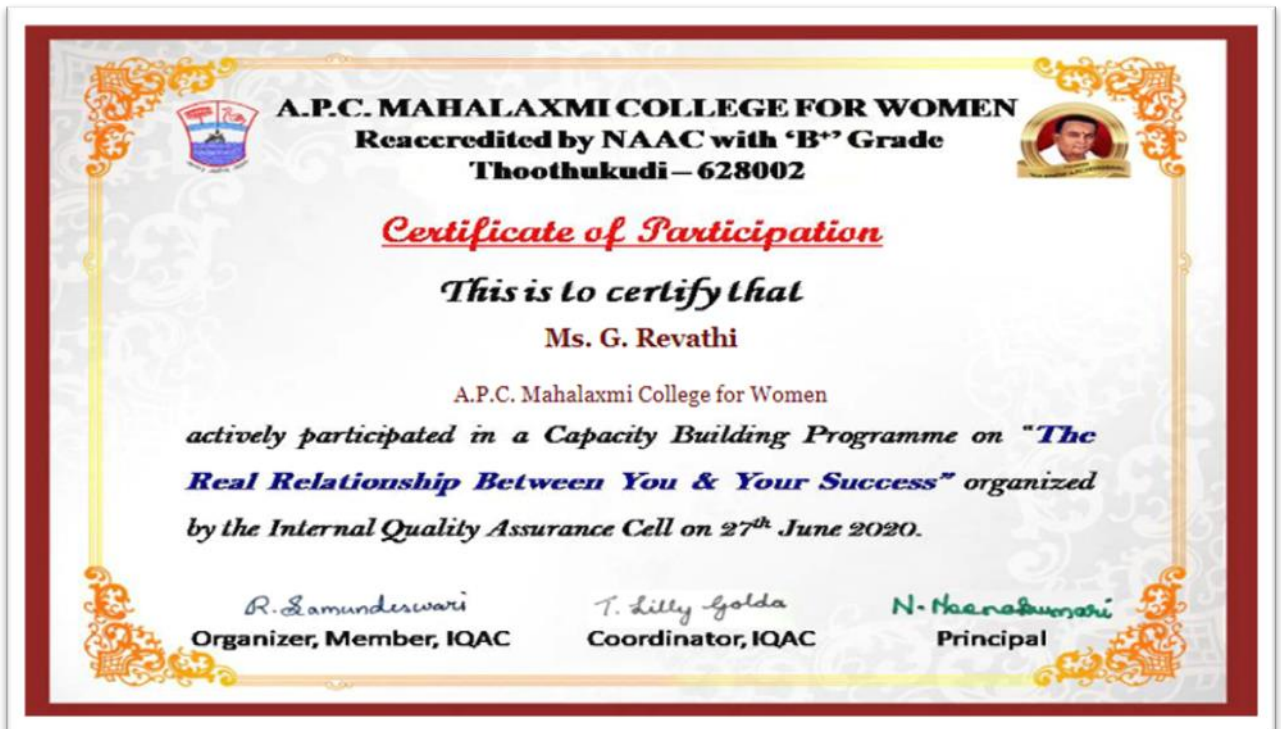 A.P.C. MAHALAXMI COLLEGE FOR WOMEN
Reaccredited by NAAC with ‘B⁺’ Grade
Thoothukudi – 628002
Certificate of Participation
This is to certify that
Ms. G. Revathi
A.P.C. Mahalaxmi College for Women
actively participated in a Capacity Building Programme on “The
Real Relationship Between You & Your Success” organized
by the Internal Quality Assurance Cell on 27th June 2020.
R. Samundeswari T. Lilly Golda N. Meenakumari
Organizer, Member, IQAC Coordinator, IQAC Principal